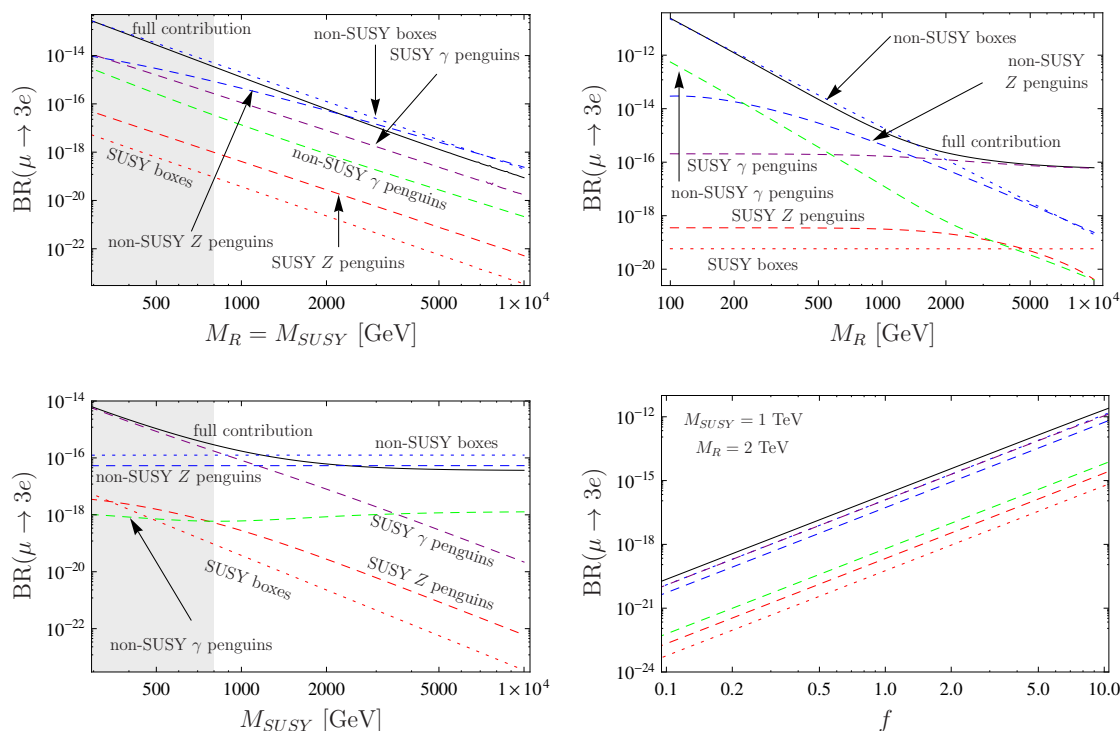 full contribution
non-SUSY boxes
SUSY γ penguins
non-SUSY γ penguins
SUSY boxes
non-SUSY Z penguins
SUSY Z penguins
BR(μ → 3e)
10^−14
10^−16
10^−18
10^−20
10^−22
500 1000 2000 5000 1×10^4
M_R = M_SUSY [GeV]
non-SUSY boxes
non-SUSY
Z penguins
full contribution
SUSY γ penguins
non-SUSY γ penguins
SUSY Z penguins
SUSY boxes
BR(μ → 3e)
10^−12
10^−14
10^−16
10^−18
10^−20
100 200 500 1000 2000 5000 1×10^4
M_R [GeV]
full contribution
non-SUSY boxes
non-SUSY Z penguins
SUSY γ penguins
SUSY Z penguins
SUSY boxes
non-SUSY γ penguins
BR(μ → 3e)
10^−14
10^−16
10^−18
10^−20
10^−22
500 1000 2000 5000 1×10^4
M_SUSY [GeV]
M_SUSY = 1 TeV
M_R = 2 TeV
BR(μ → 3e)
10^−12
10^−15
10^−18
10^−21
10^−24
0.1 0.2 0.5 1.0 2.0 5.0 10.0
f